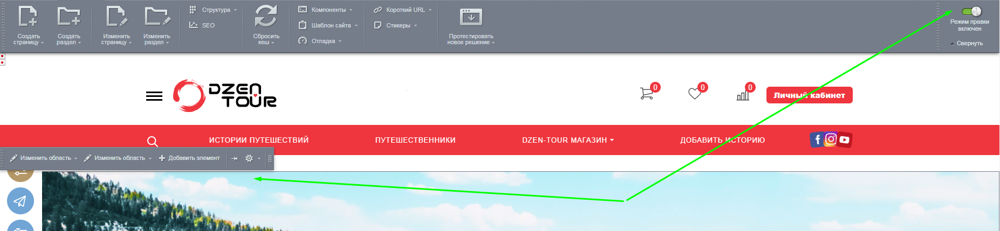 Создать
страницу
Создать
раздел
Изменить
страницу
Изменить
раздел
Структура
SEO
Сбросить
кеш
Компоненты
Шаблон сайта
Отладка
Короткий URL
Стикеры
Протестировать
новое решение
Режим правки
включен
Свернуть
DZEN
TOUR
0
0
0
Личный кабинет
ИСТОРИИ ПУТЕШЕСТВИЙ
ПУТЕШЕСТВЕННИКИ
DZEN-TOUR МАГАЗИН
ДОБАВИТЬ ИСТОРИЮ
Изменить область
Изменить область
Добавить элемент